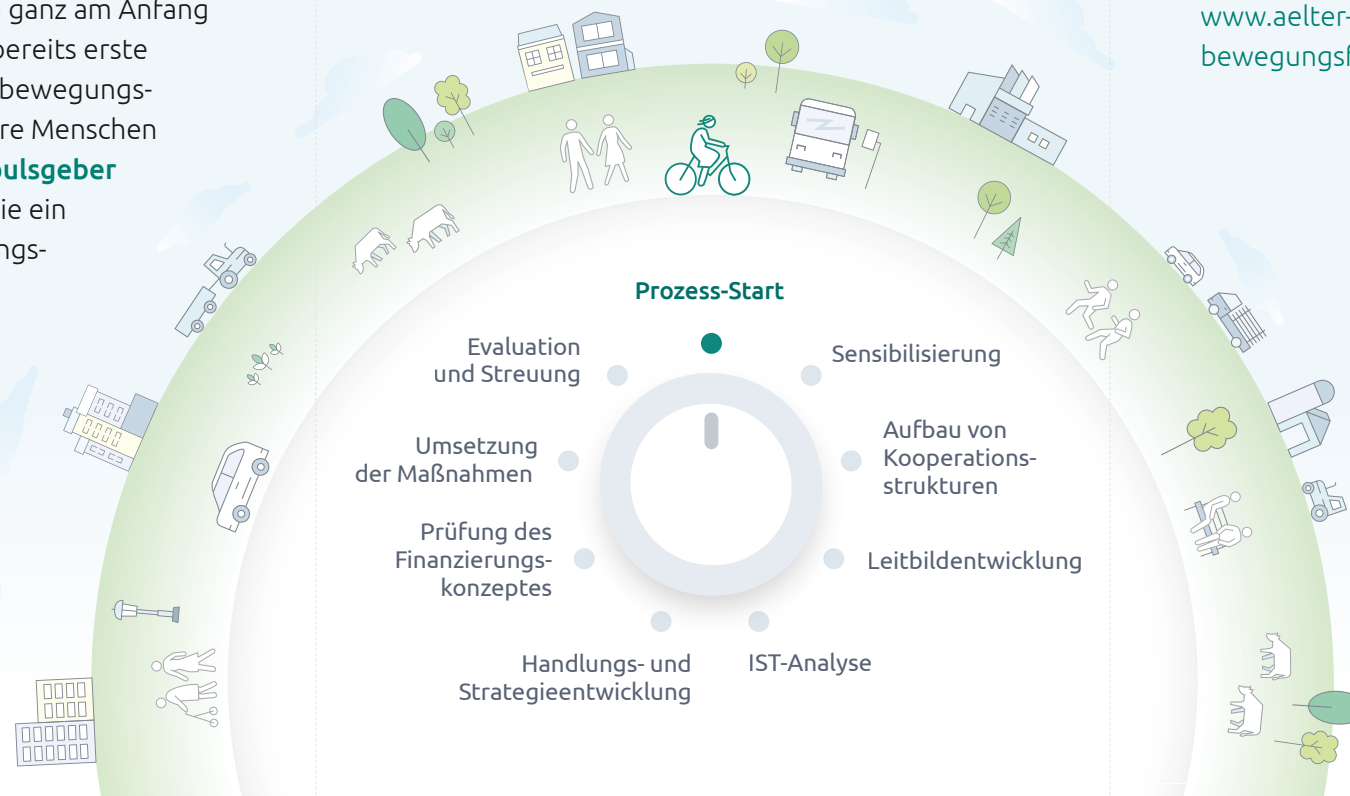 ganz am Anfang
bereits erste
bewegungs-
re Menschen
pulsgeber
ie ein
ngs-
www.aelter-
bewegungsf
Prozess-Start
Sensibilisierung
Aufbau von
Kooperations-
strukturen
Leitbildentwicklung
IST-Analyse
Handlungs- und
Strategieentwicklung
Prüfung des
Finanzierungs-
konzeptes
Umsetzung
der Maßnahmen
Evaluation
und Streuung